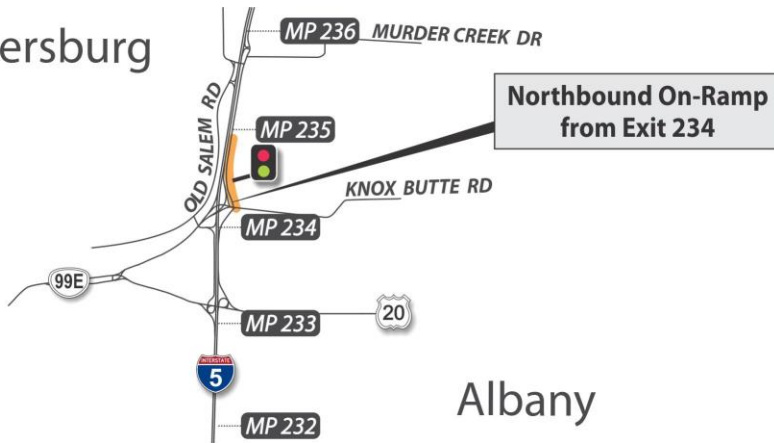 ersburg
MP 236
MURDER CREEK DR
OLD SALEM RD
MP 235
Northbound On-Ramp
from Exit 234
KNOX BUTTE RD
MP 234
99E
MP 233
20
INTERSTATE
5
Albany
MP 232